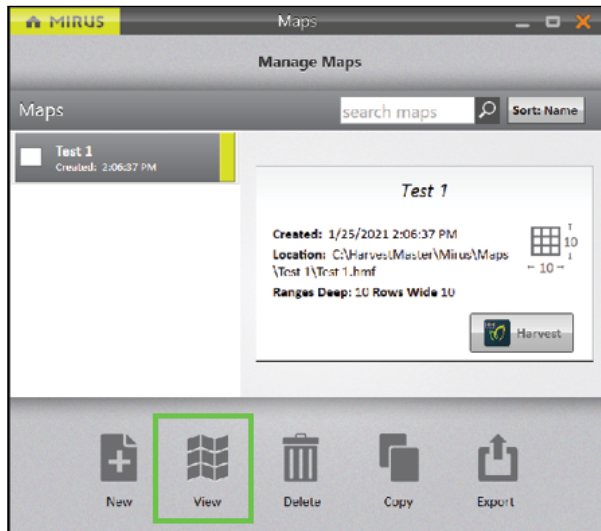 MIRUS
Maps
Manage Maps
Maps
search maps
Sort: Name
Test 1
Created: 2:06:37 PM
Test 1
Created: 1/25/2021 2:06:37 PM
Location: C:\HarvestMaster\Mirus\Maps
\Test 1\Test 1.hmf
Ranges Deep: 10 Rows Wide 10
10
10
Harvest
New
View
Delete
Copy
Export